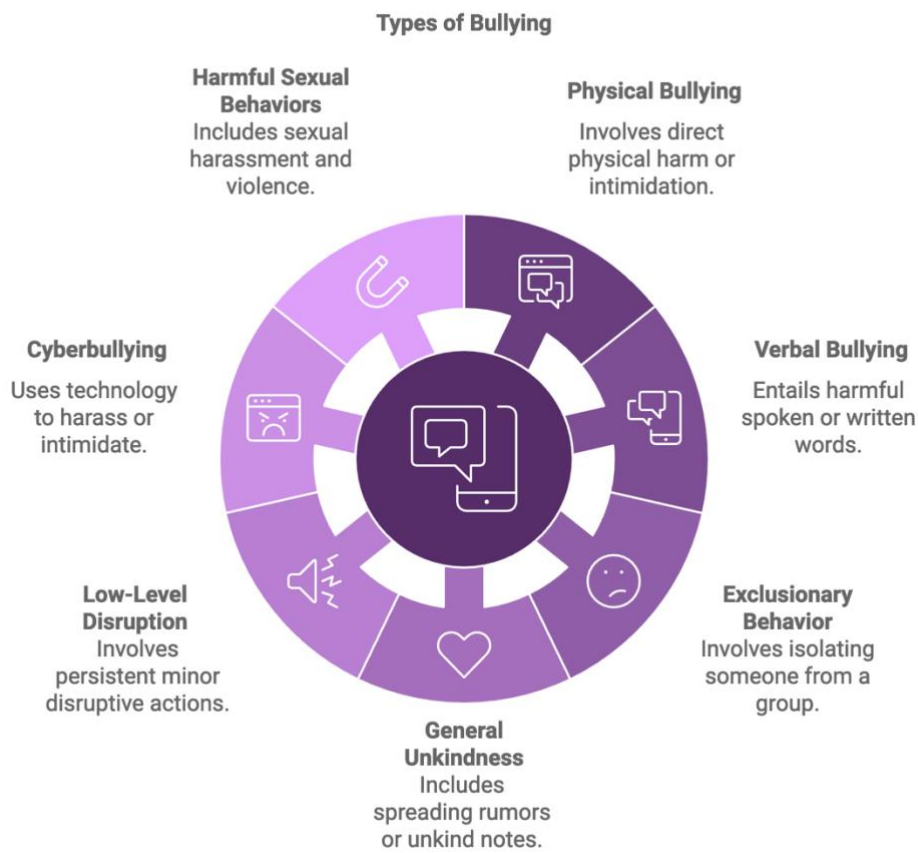 Types of Bullying
Harmful Sexual
Behaviors
Includes sexual
harassment and
violence.
Physical Bullying
Involves direct
physical harm or
intimidation.
Cyberbullying
Uses technology
to harass or
intimidate.
Verbal Bullying
Entails harmful
spoken or written
words.
Low-Level
Disruption
Involves
persistent minor
disruptive actions.
Exclusionary
Behavior
Involves isolating
someone from a
group.
General
Unkindness
Includes
spreading rumors
or unkind notes.